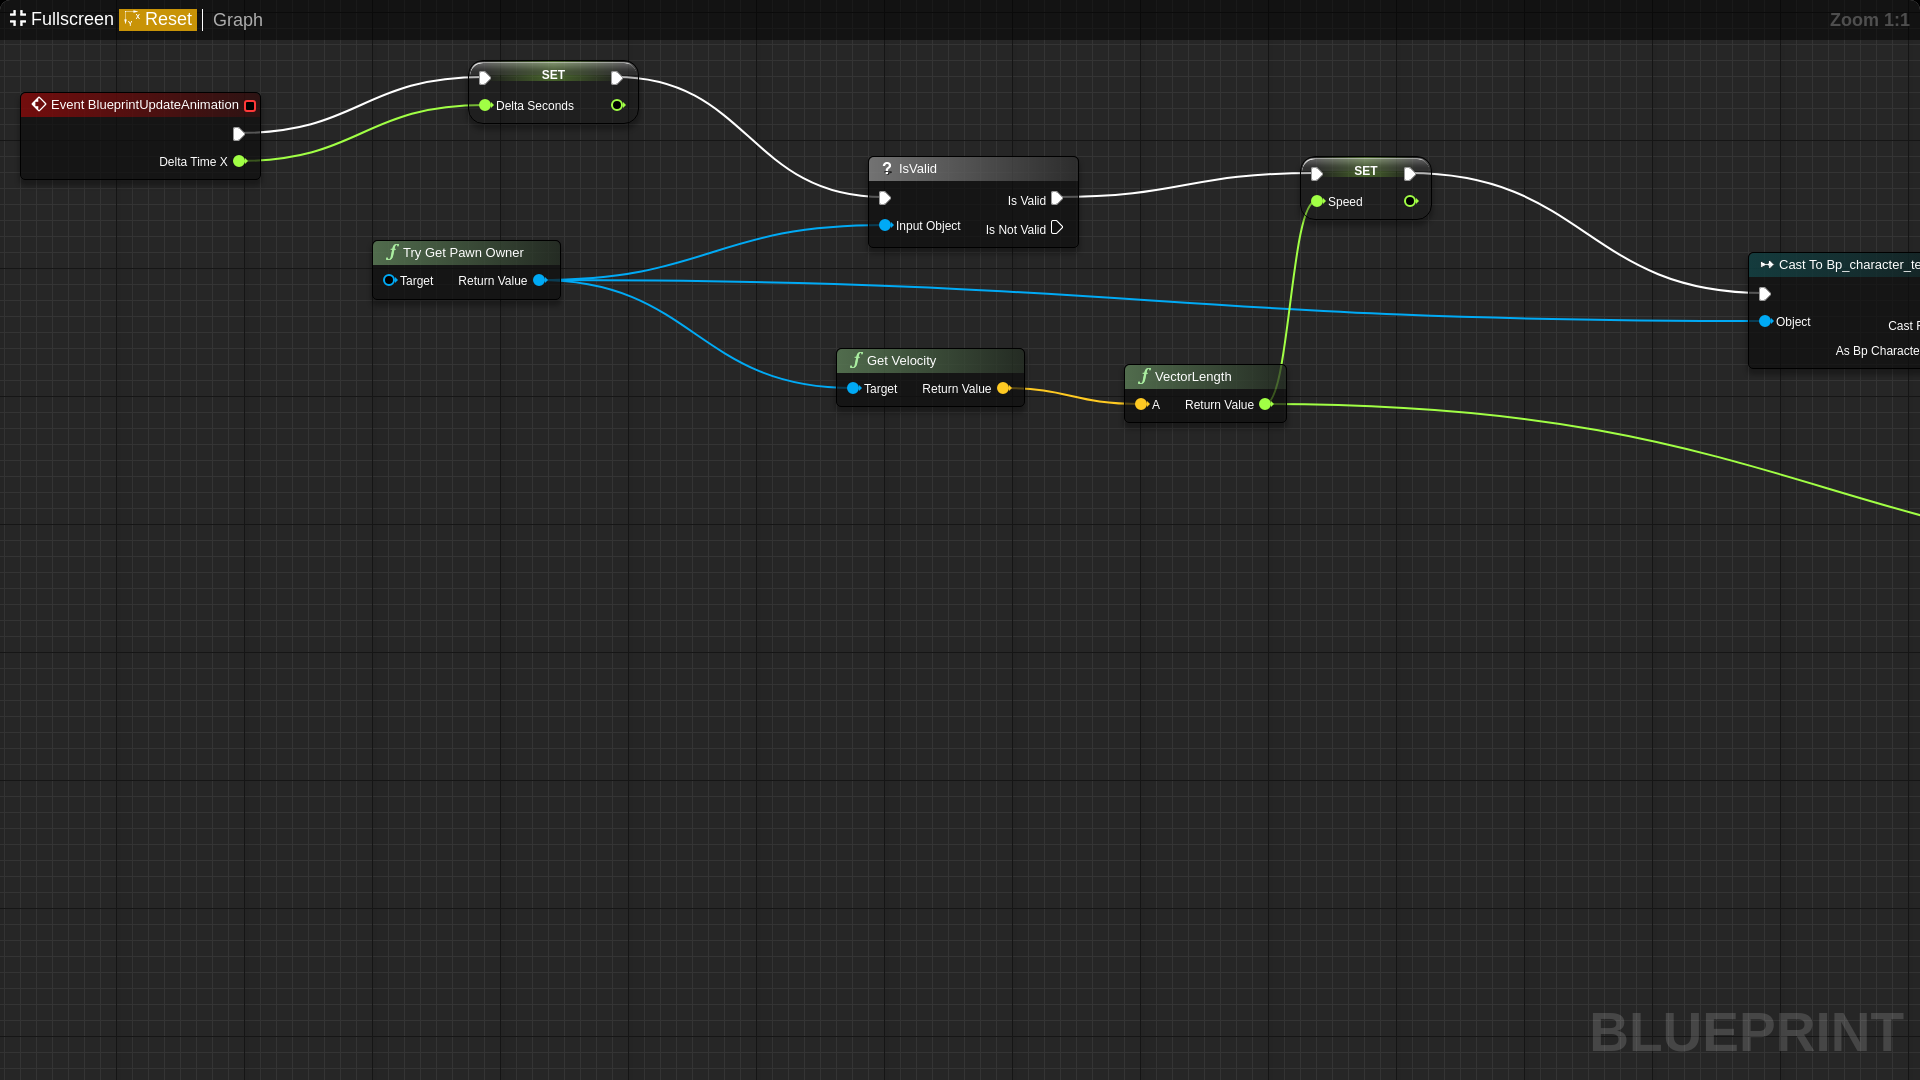 Fullscreen Reset Graph
Zoom 1:1
Event BlueprintUpdateAnimation
Delta Time X
SET
Delta Seconds
? IsValid
Is Valid
Input Object
Is Not Valid
SET
Speed
Try Get Pawn Owner
Target Return Value
Cast To Bp_character_te
Object
Cast F
As Bp Characte
Get Velocity
Target Return Value
VectorLength
A Return Value
BLUEPRINT